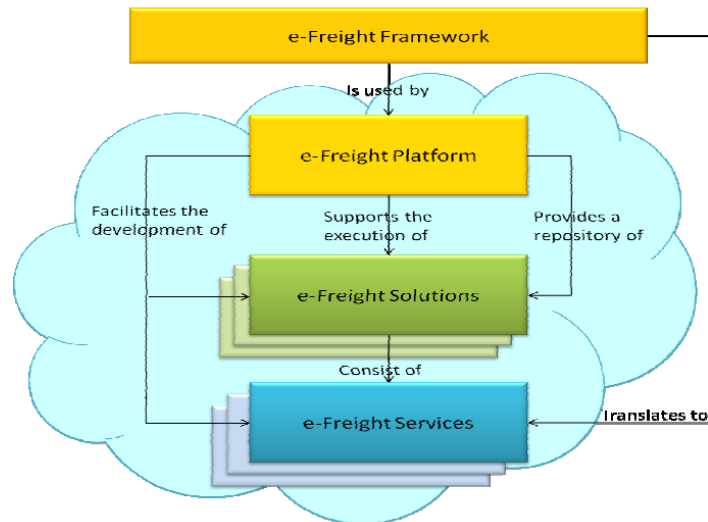 e-Freight Framework
Is used by
e-Freight Platform
Facilitates the
development of
Supports the
execution of
Provides a
repository of
e-Freight Solutions
Consist of
e-Freight Services
Translates to